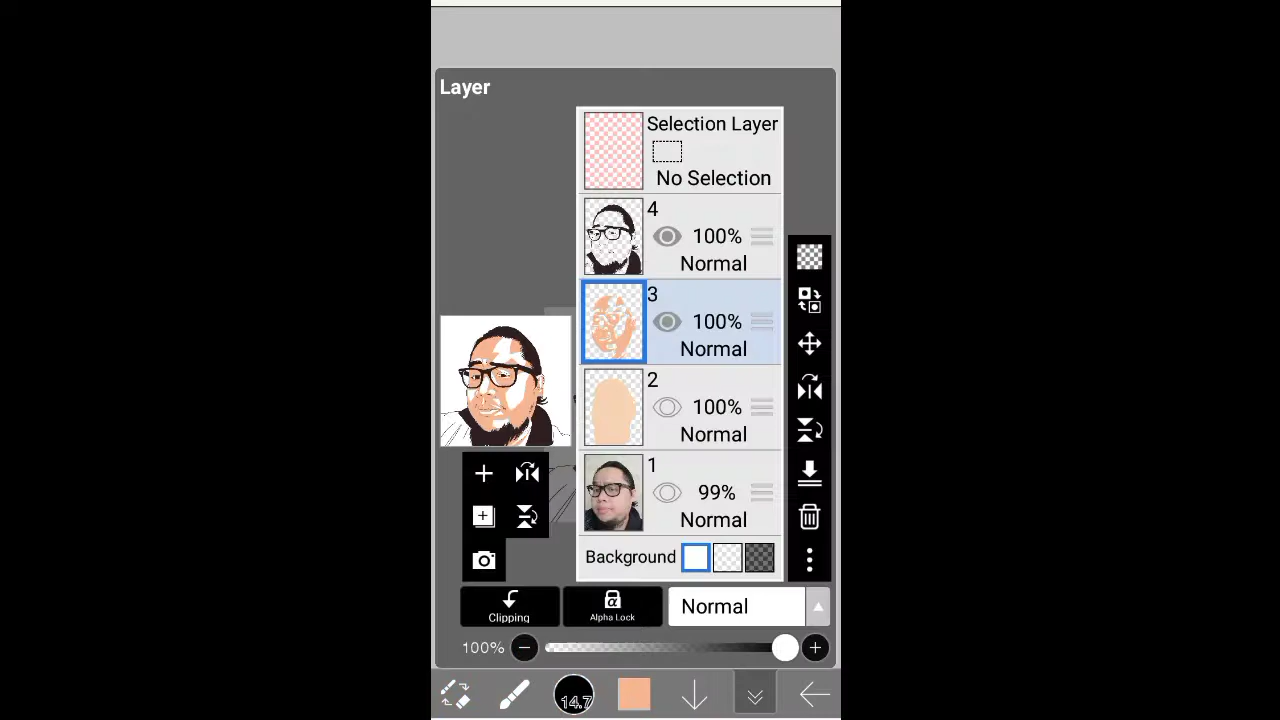 Layer
Selection Layer
No Selection
4
100%
Normal
3
100%
Normal
2
100%
Normal
1
99%
Normal
Background
Clipping
α
Alpha Lock
Normal
100%
14.7